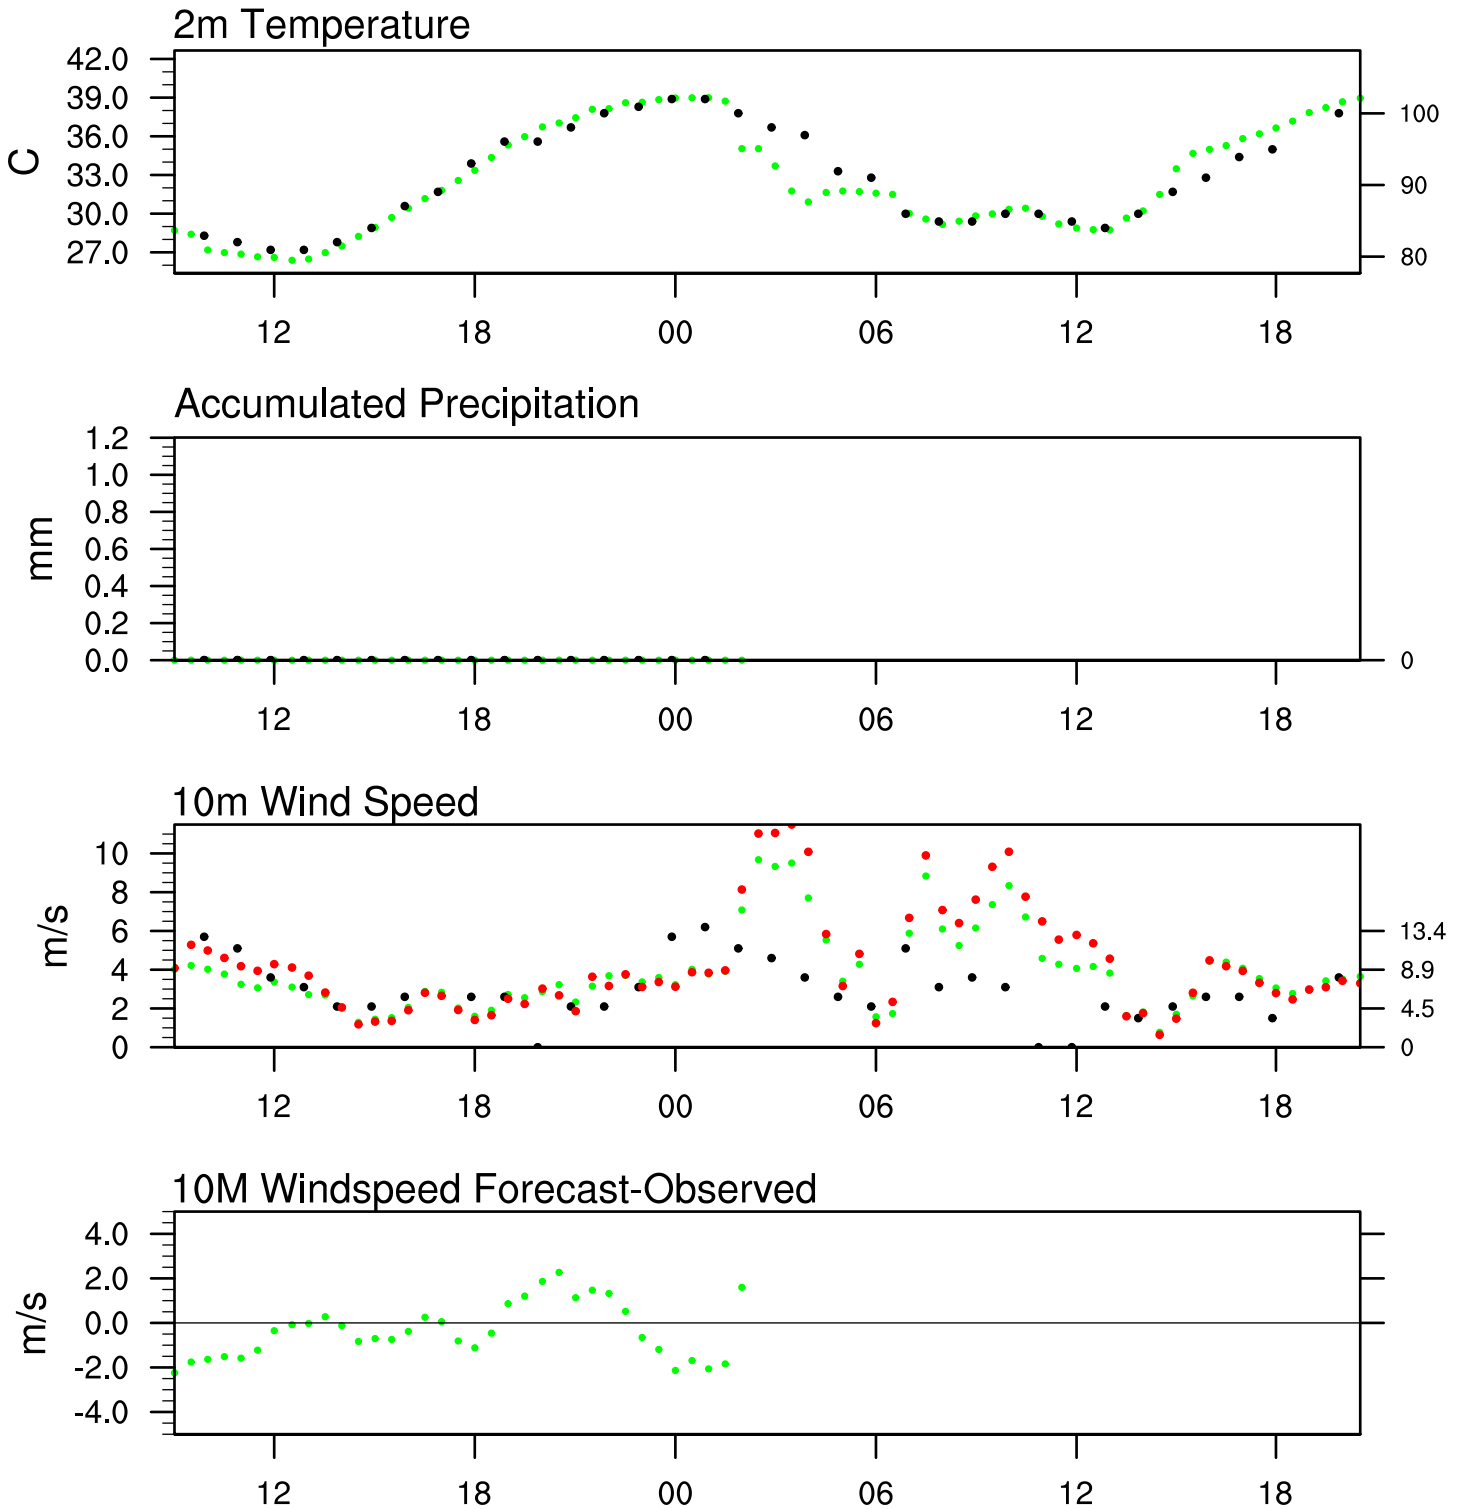 2m Temperature
42.0
39.0
36.0
33.0
30.0
27.0
C
100
90
80
12 18 00 06 12 18
Accumulated Precipitation
1.2
1.0
0.8
0.6
0.4
0.2
0.0
mm
0
12 18 00 06 12 18
10m Wind Speed
10
8
6
4
2
0
m/s
13.4
8.9
4.5
0
12 18 00 06 12 18
10M Windspeed Forecast-Observed
4.0
2.0
0.0
-2.0
-4.0
m/s
12 18 00 06 12 18